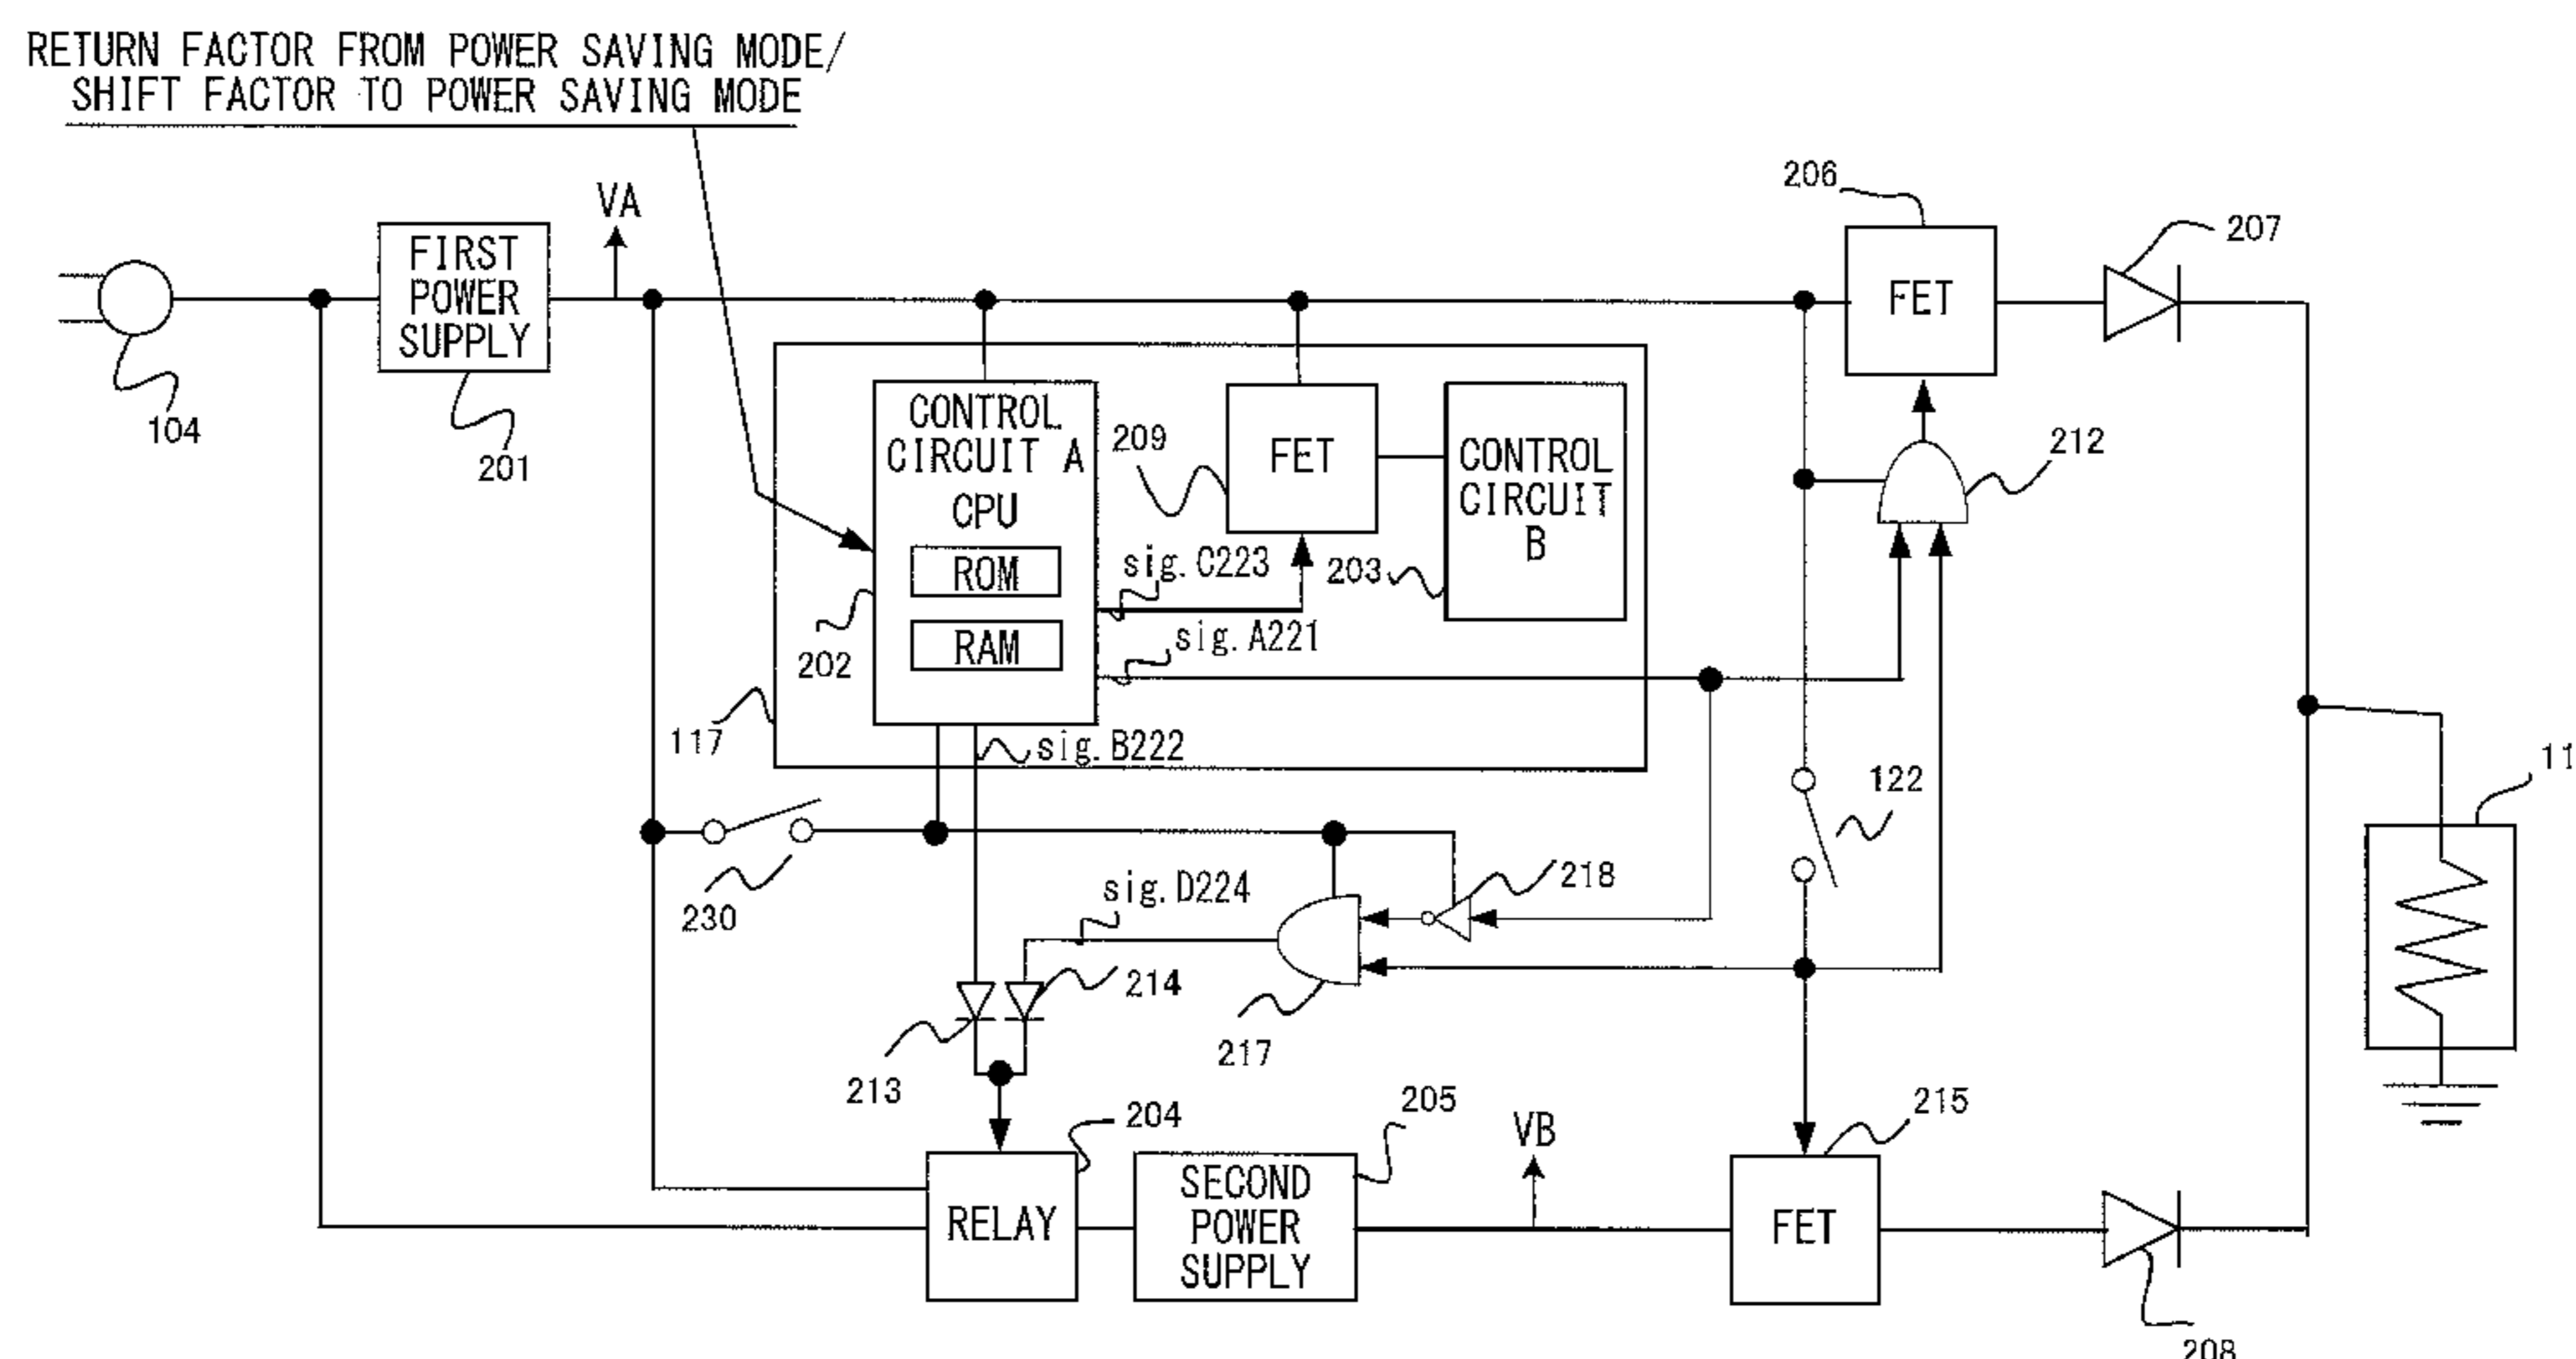 RETURN FACTOR FROM POWER SAVING MODE/
SHIFT FACTOR TO POWER SAVING MODE
206
207
VA
FIRST
POWER
SUPPLY
FET
104
201
CONTROL
CIRCUIT A
CPU
ROM
RAM
209
FET
CONTROL
CIRCUIT
B
212
sig.C223
203
sig.A221
202
117
sig.B222
122
11
230
sig.D224
218
214
217
213
204
205
VB
215
RELAY
SECOND
POWER
SUPPLY
FET
208